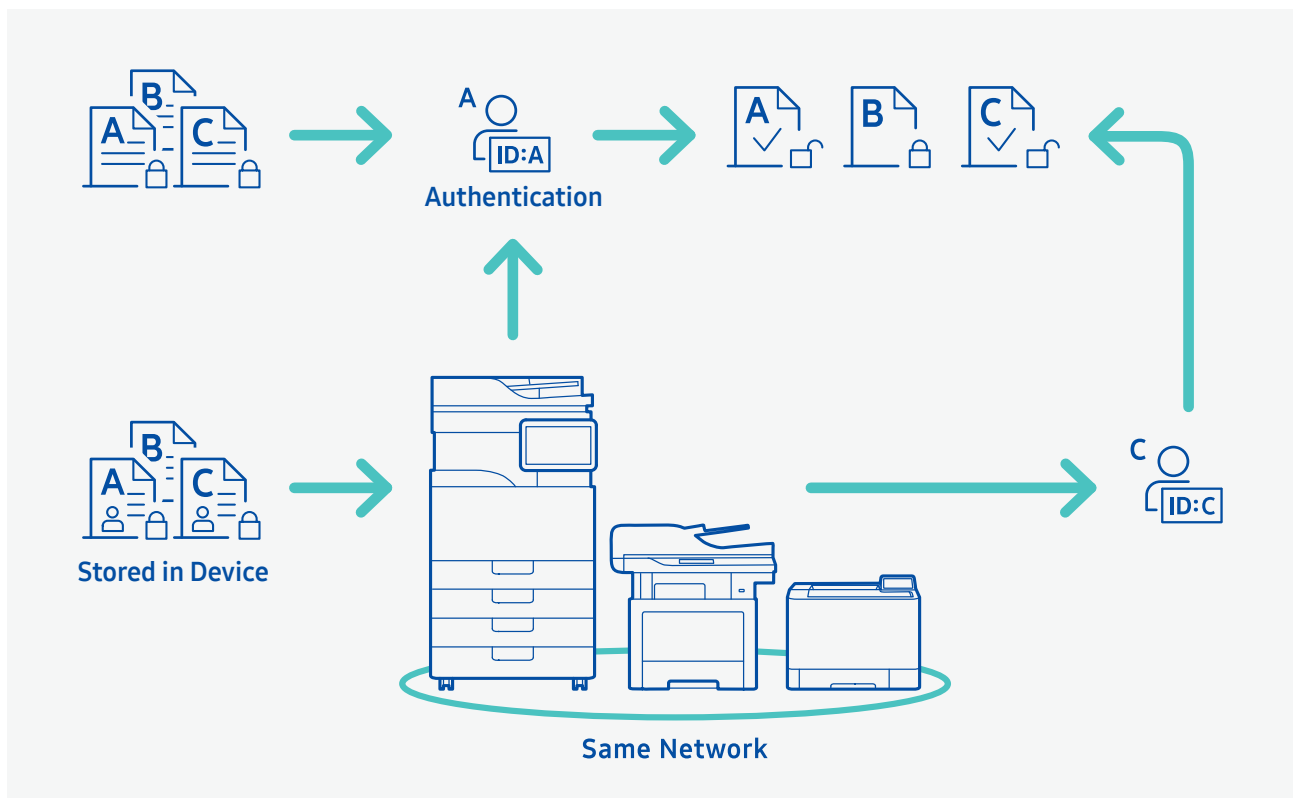 B
A
C
A
ID:A
Authentication
A
B
C
B
A
C
Stored in Device
C
ID:C
Same Network